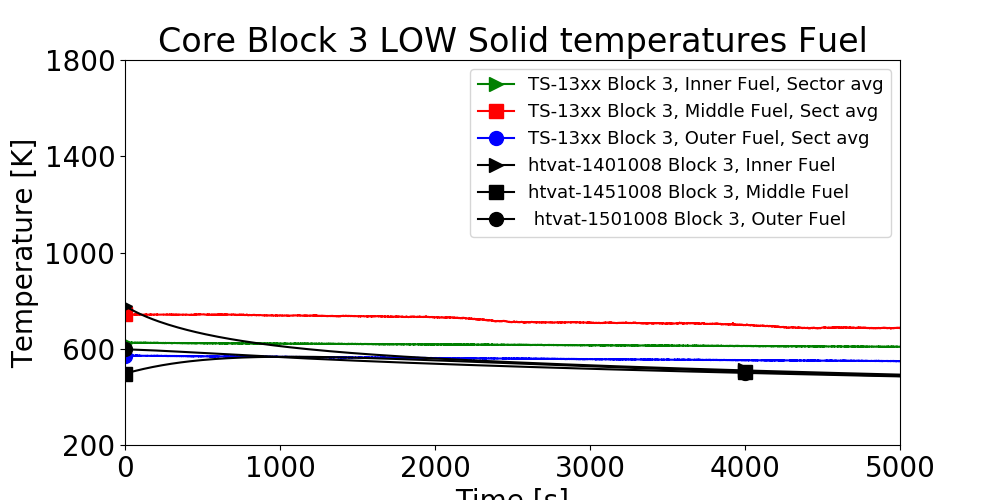 Core Block 3 LOW Solid temperatures Fuel
Temperature [K]
1800
1400
1000
600
200
TS-13xx Block 3, Inner Fuel, Sector avg
TS-13xx Block 3, Middle Fuel, Sect avg
TS-13xx Block 3, Outer Fuel, Sect avg
htvat-1401008 Block 3, Inner Fuel
htvat-1451008 Block 3, Middle Fuel
htvat-1501008 Block 3, Outer Fuel
0 1000 2000 3000 4000 5000
Time [s]